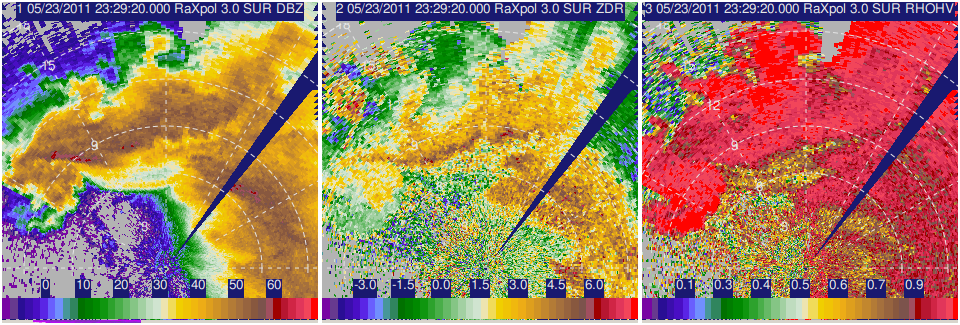 1 05/23/2011 23:29:20.000 RaXpol 3.0 SUR DBZ
2 05/23/2011 23:29:20.000 RaXpol 3.0 SUR ZDR
3 05/23/2011 23:29:20.000 RaXpol 3.0 SUR RHOHV
15
12
9
9
9
0. 10 20 30 40 50 60
-3.0 -1.5 0.0 1.5 3.0 4.5 6.0
0.1 0.3 0.4 0.5 0.6 0.7 0.8 0.9